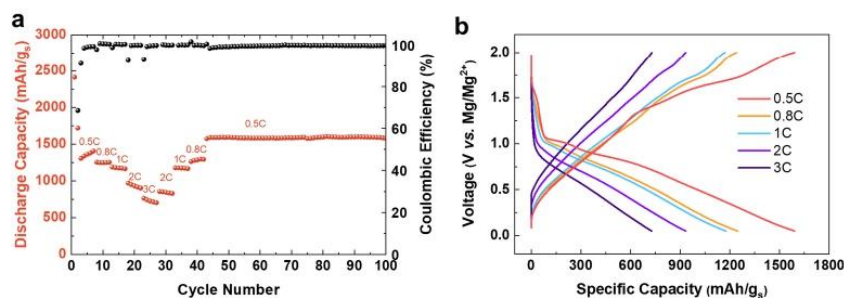 a
Discharge Capacity (mAh/gs)
3000
2500
2000
1500
1000
500
0
0.5C
0.8C
1C
2C
3C
2C
1C
0.8C
0.5C
100
80
60
40
20
0
Coulombic Efficiency (%)
0 10 20 30 40 50 60 70 80 90 100
Cycle Number
b
Voltage (V vs. Mg/Mg2+)
2.0
1.5
1.0
0.5
0.0
0.5C
0.8C
1C
2C
3C
0 300 600 900 1200 1500 1800
Specific Capacity (mAh/gs)